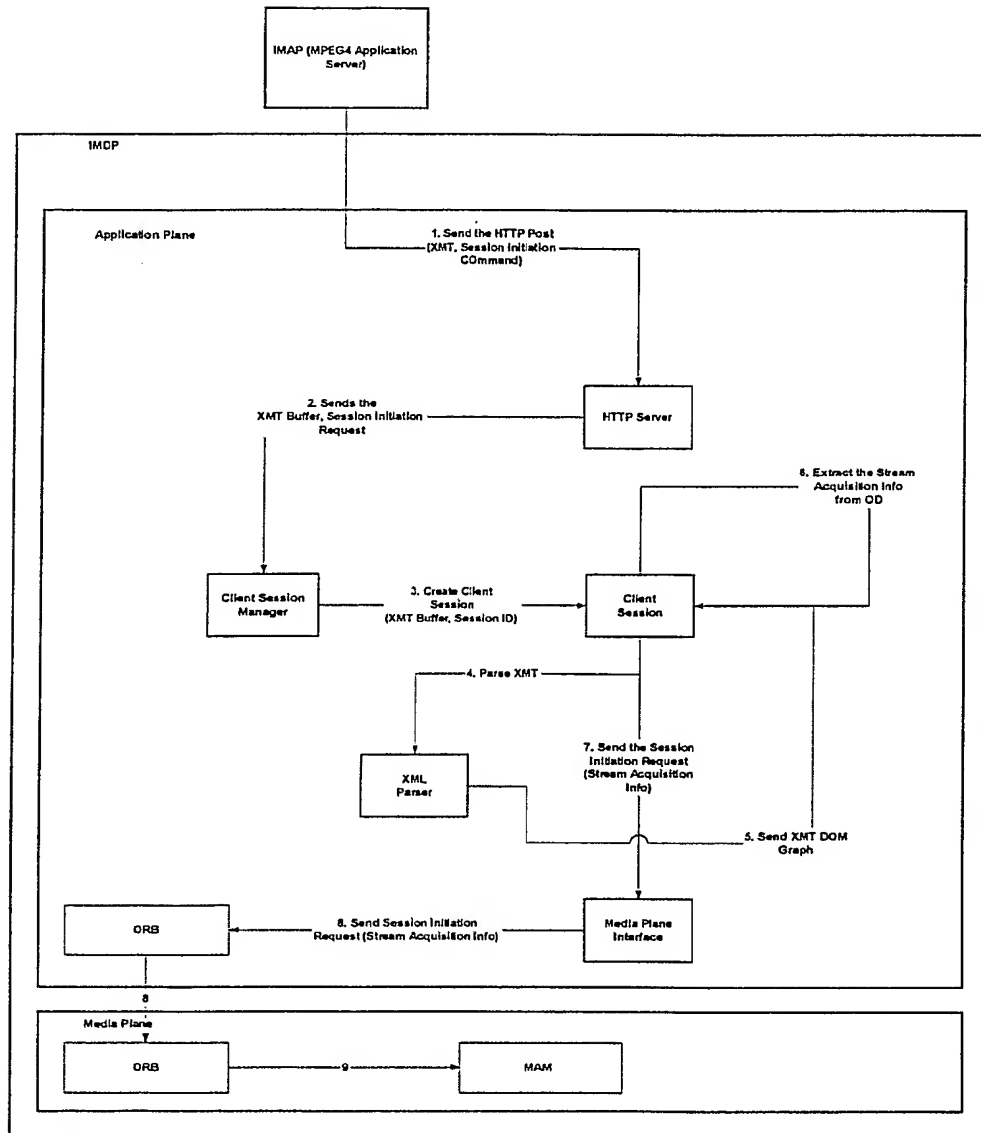 IMAP (MPEG4 Application
Server)
IMDP
Application Plane
1. Send the HTTP Post
(XMT, Session Initiation
COmmand)
2. Sends the
XMT Buffer, Session Initiation
Request
HTTP Server
6. Extract the Stream
Acquisition Info
from OD
Client Session
Manager
3. Create Client
Session
(XMT Buffer, Session ID)
Client
Session
4. Parse XMT
7. Send the Session
Initiation Request
(Stream Acquisition
Info)
XML
Parser
5. Send XMT DOM
Graph
ORB
8. Send Session Initiation
Request (Stream Acquisition Info)
Media Plane
Interface
8
Media Plane
ORB
9
MAM